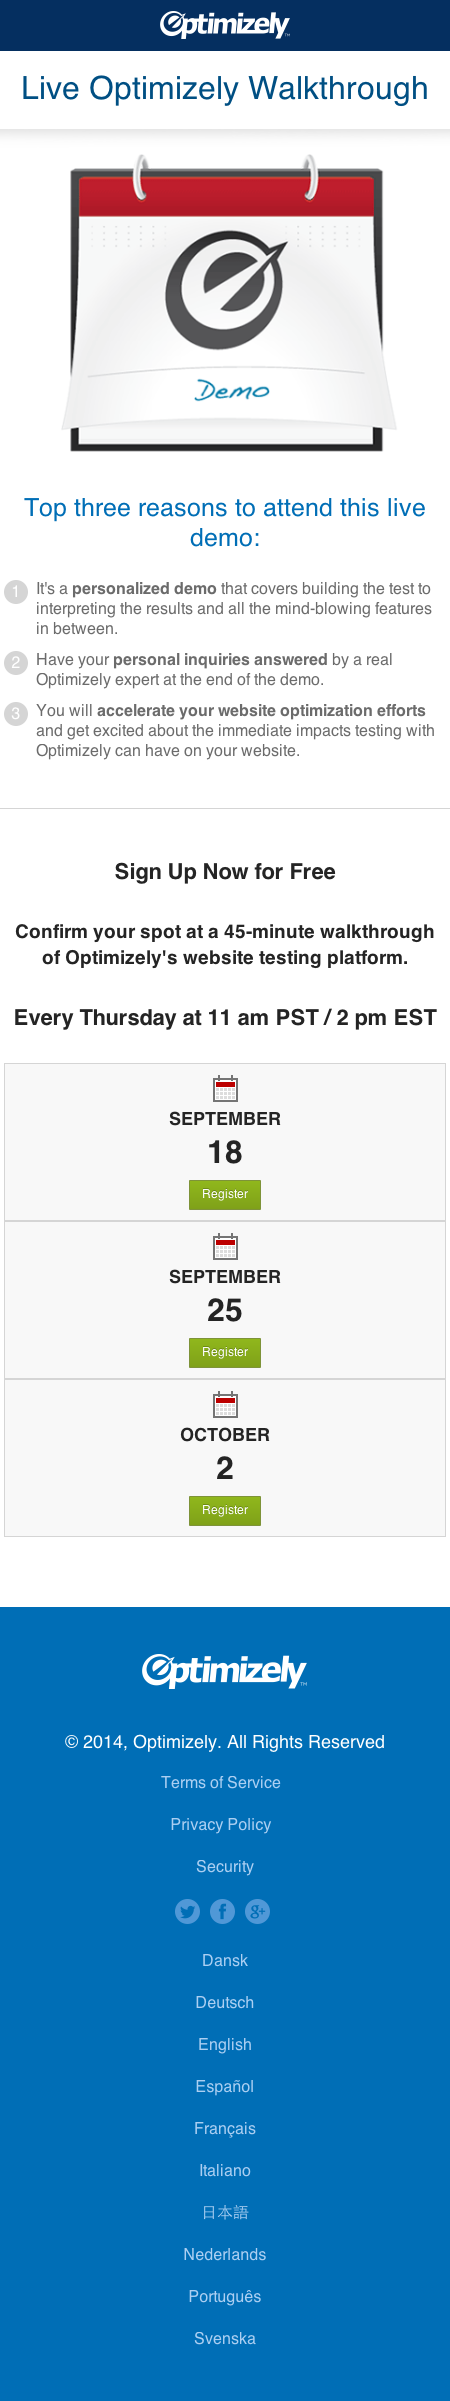 Optimizely
Live Optimizely Walkthrough
Demo
Top three reasons to attend this live
demo:
1 It's a personalized demo that covers building the test to
interpreting the results and all the mind-blowing features
in between.
2 Have your personal inquiries answered by a real
Optimizely expert at the end of the demo.
3 You will accelerate your website optimization efforts
and get excited about the immediate impacts testing with
Optimizely can have on your website.
Sign Up Now for Free
Confirm your spot at a 45-minute walkthrough
of Optimizely's website testing platform.
Every Thursday at 11 am PST / 2 pm EST
SEPTEMBER
18
Register
SEPTEMBER
25
Register
OCTOBER
2
Register
Optimizely™
© 2014, Optimizely. All Rights Reserved
Terms of Service
Privacy Policy
Security
Dansk
Deutsch
English
Español
Français
Italiano
日本語
Nederlands
Português
Svenska